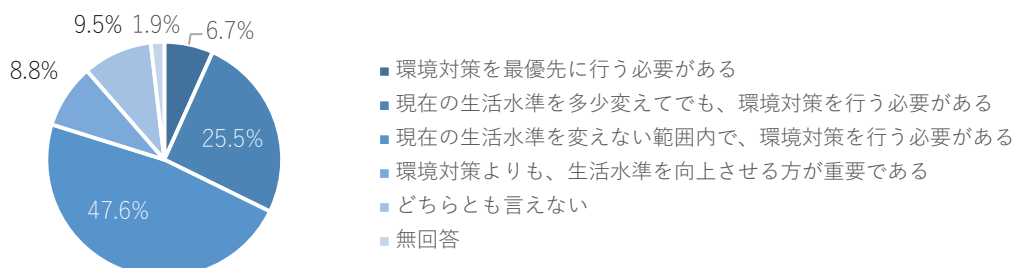 9.5% 1.9% 6.7%
8.8%
25.5%
47.6%
環境対策を最優先に行う必要がある
現在の生活水準を多少変えてでも、環境対策を行う必要がある
現在の生活水準を変えない範囲内で、環境対策を行う必要がある
環境対策よりも、生活水準を向上させる方が重要である
どちらとも言えない
無回答